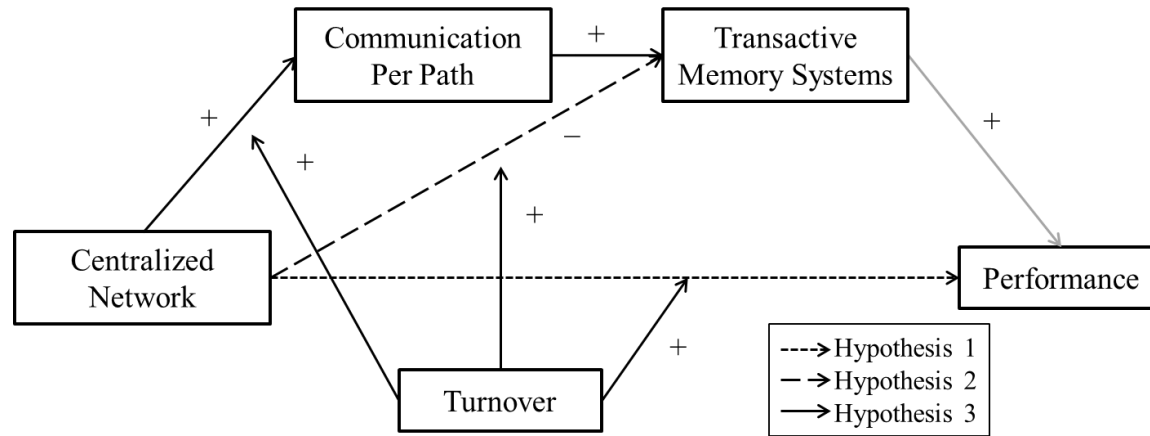 Communication
Per Path
+
Transactive
Memory Systems
+
+
−
+
+
Centralized
Network
Performance
+
Turnover
Hypothesis 1
Hypothesis 2
Hypothesis 3